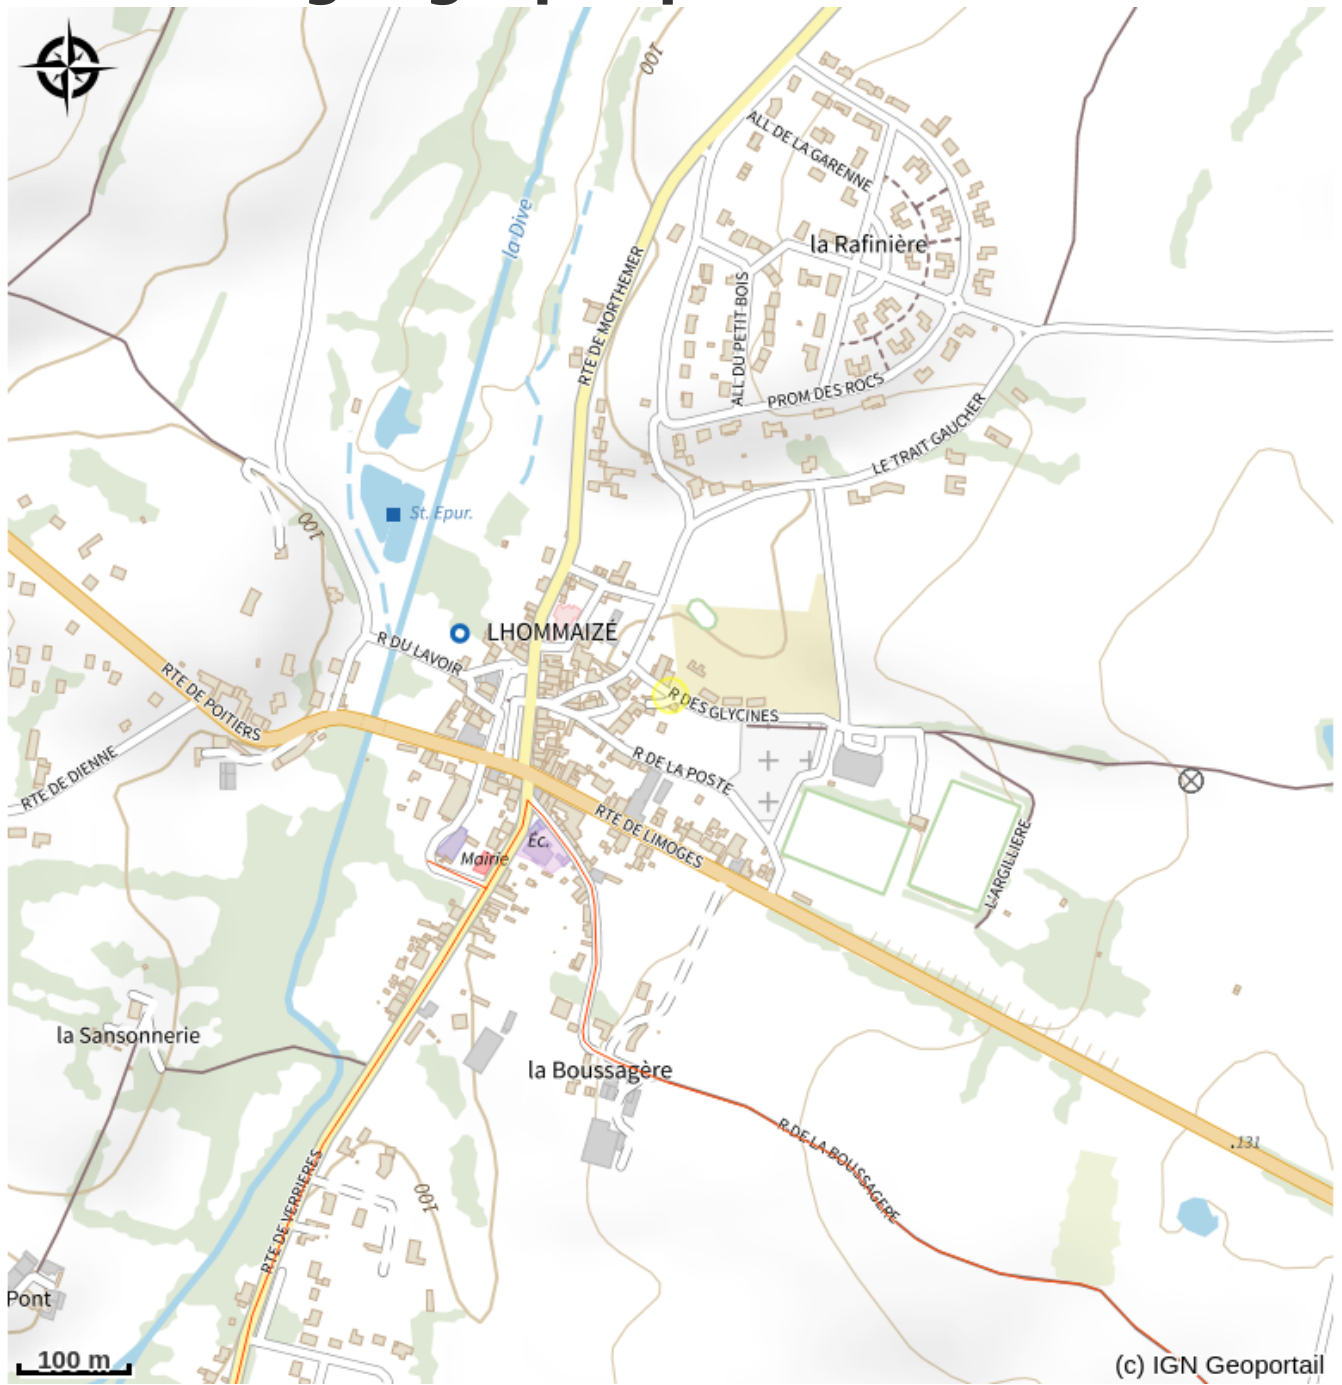 100
ALL DE LA GARENNE
la Dive
la Rafinière
RTE DE MORTHEMER
ALL DU PETIT BOIS
PROM DES ROCS
LE TRAIT GAUCHER
St. Epur.
100
LHOMMAIZÉ
R DU LAVOIR
RTE DE POITIERS
R DES GLYCINES
RTE DE DIENNE
R DE LA POSTE
RTE DE LIMOGES
Éc.
Mairie
L'ARGILLIERE
la Sansonnerie
la Boussagère
R DE LA BOUSSAGERE
.131
100
RTE DE VERRIERES
Pont
100 m
(c) IGN Geoportail